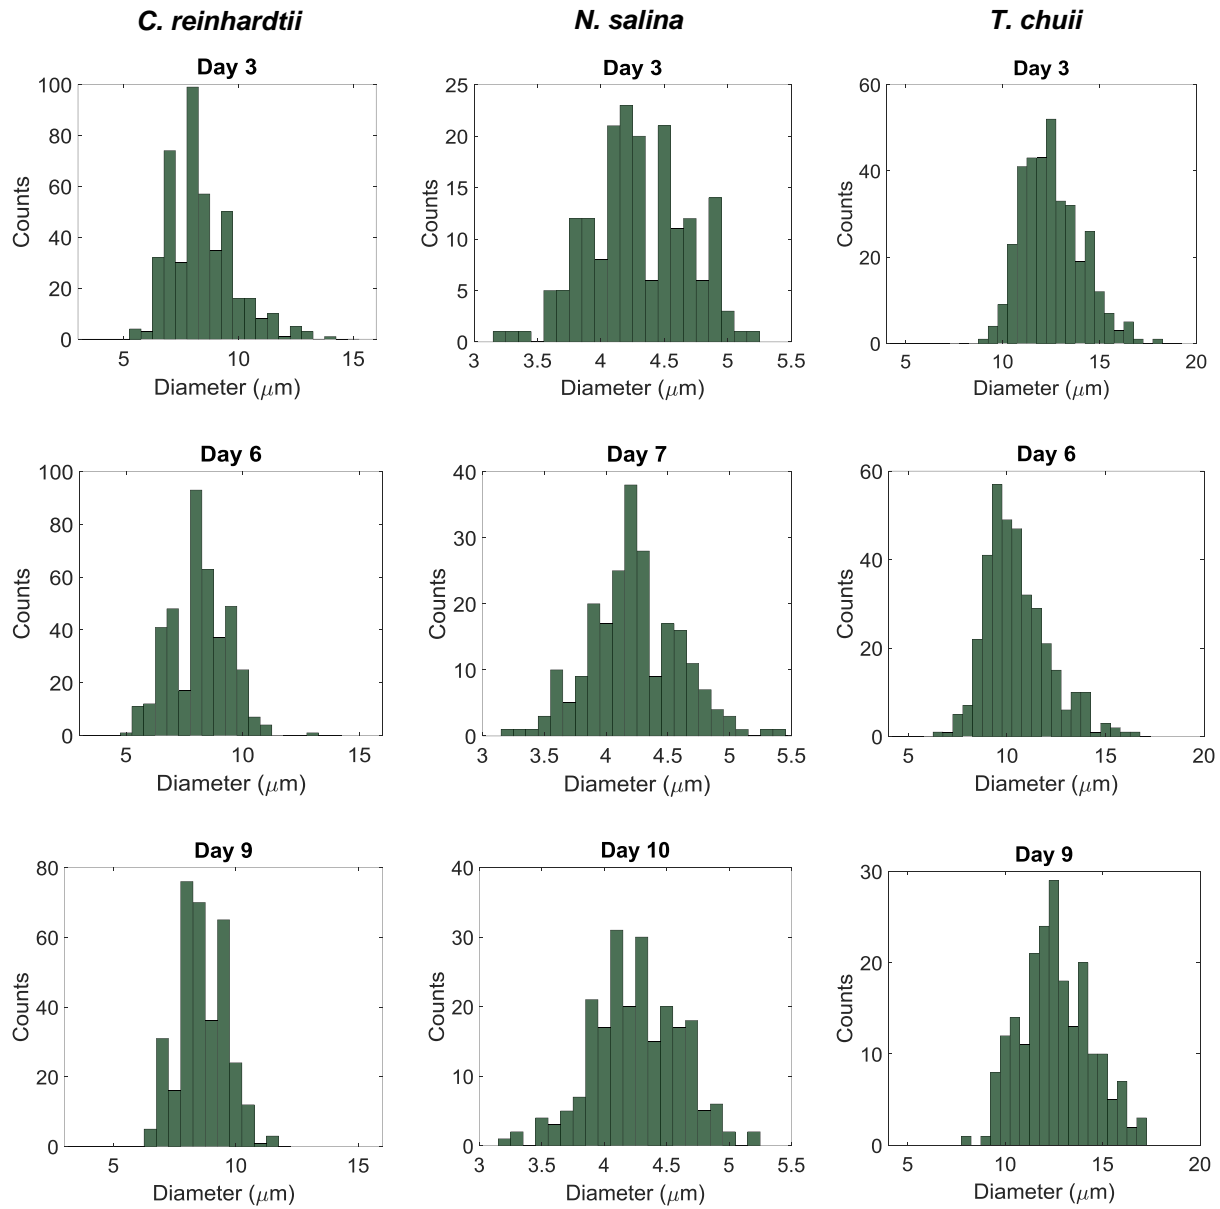 C. reinhardtii N. salina T. chuii
Day 3 Day 3 Day 3
100 80 60 40 20 0
Counts
5 10 15
Diameter (μm)
25 20 15 10 5 0
Counts
3 3.5 4 4.5 5 5.5
Diameter (μm)
60 40 20 0
Counts
5 10 15 20
Diameter (μm)
Day 6 Day 7 Day 6
100 80 60 40 20 0
Counts
5 10 15
Diameter (μm)
40 30 20 10 0
Counts
3 3.5 4 4.5 5 5.5
Diameter (μm)
60 40 20 0
Counts
5 10 15 20
Diameter (μm)
Day 9 Day 10 Day 9
80 60 40 20 0
Counts
5 10 15
Diameter (μm)
40 30 20 10 0
Counts
3 3.5 4 4.5 5 5.5
Diameter (μm)
30 20 10 0
Counts
5 10 15 20
Diameter (μm)